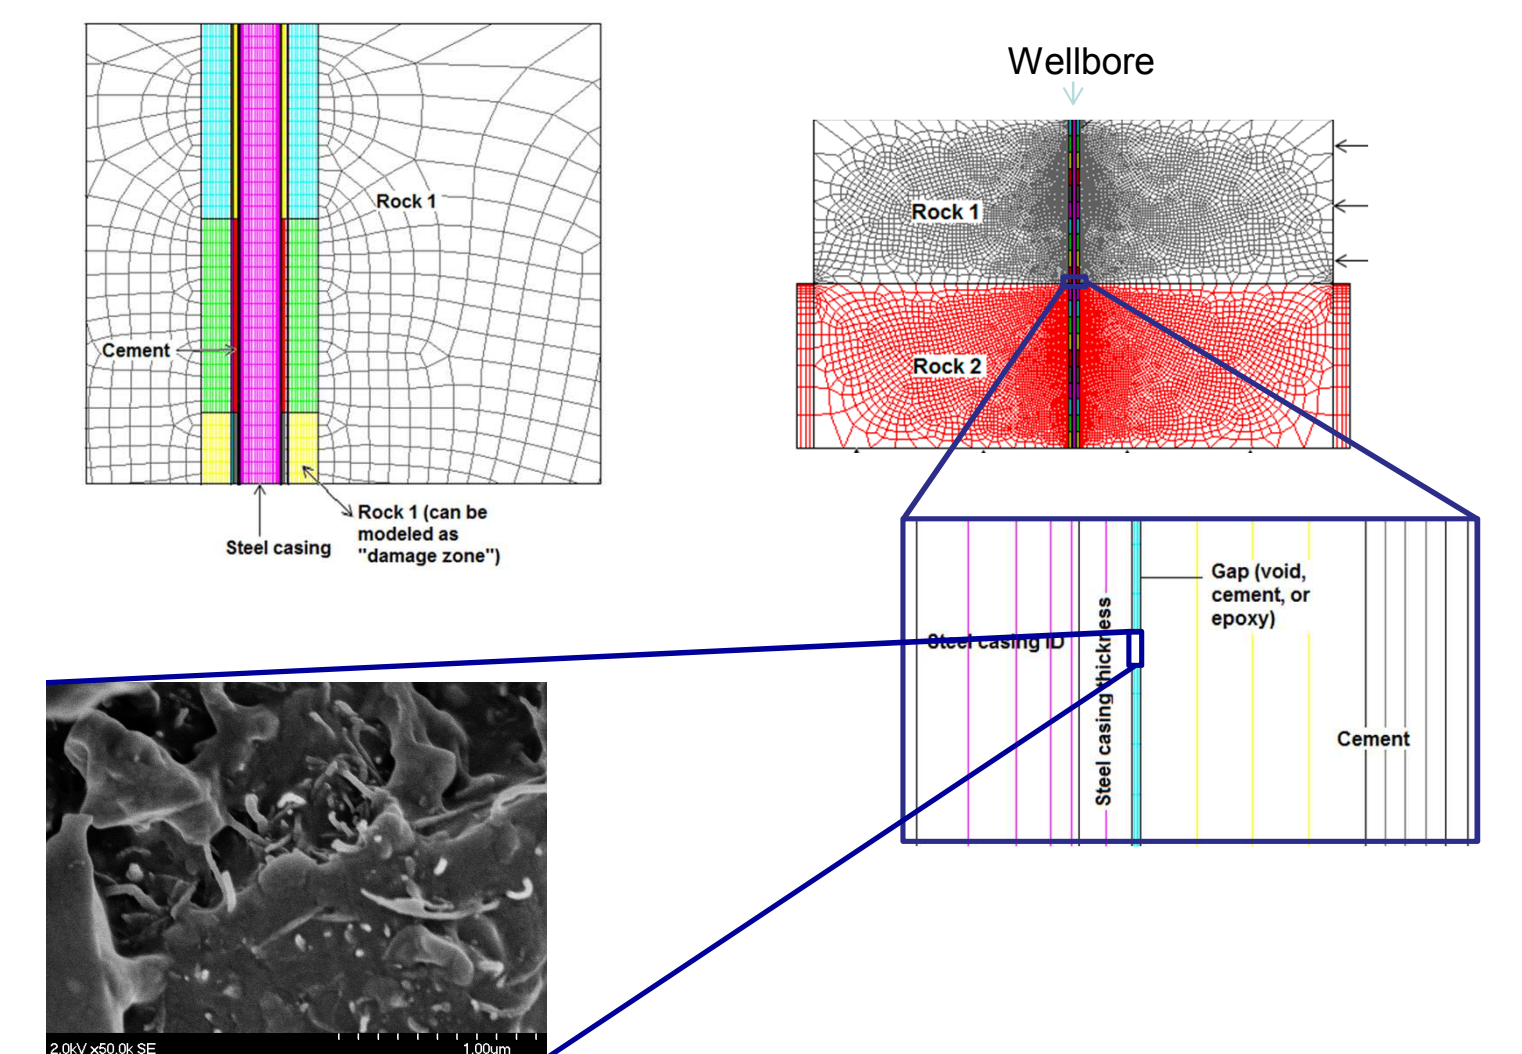 Wellbore
Rock 1
Cement
Rock 1 (can be
modeled as
"damage zone")
Steel casing
Rock 1
Rock 2
Gap (void,
cement, or
epoxy)
Steel casing ID
Steel casing thickness
Cement
2.0kV x50.0k SE
1.00um